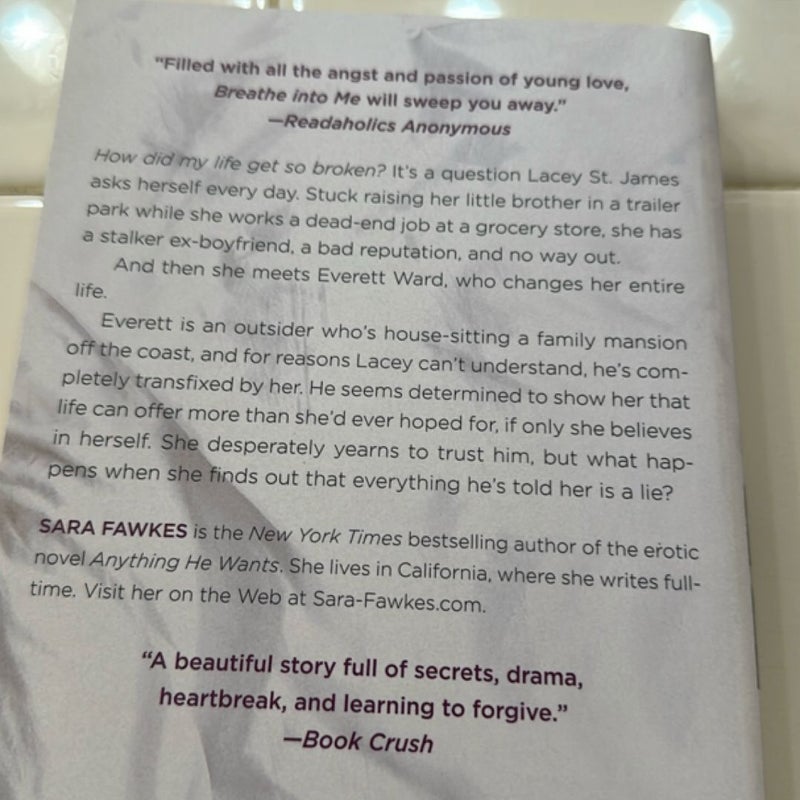 "Filled with all the angst and passion of young love,
Breathe into Me will sweep you away."
—Readaholics Anonymous
How did my life get so broken? It's a question Lacey St. James
asks herself every day. Stuck raising her little brother in a trailer
park while she works a dead-end job at a grocery store, she has
a stalker ex-boyfriend, a bad reputation, and no way out.
And then she meets Everett Ward, who changes her entire
life.
Everett is an outsider who's house-sitting a family mansion
off the coast, and for reasons Lacey can't understand, he's com-
pletely transfixed by her. He seems determined to show her that
life can offer more than she'd ever hoped for, if only she believes
in herself. She desperately yearns to trust him, but what hap-
pens when she finds out that everything he's told her is a lie?
SARA FAWKES is the New York Times bestselling author of the erotic
novel Anything He Wants. She lives in California, where she writes full-
time. Visit her on the Web at Sara-Fawkes.com.
"A beautiful story full of secrets, drama,
heartbreak, and learning to forgive."
—Book Crush